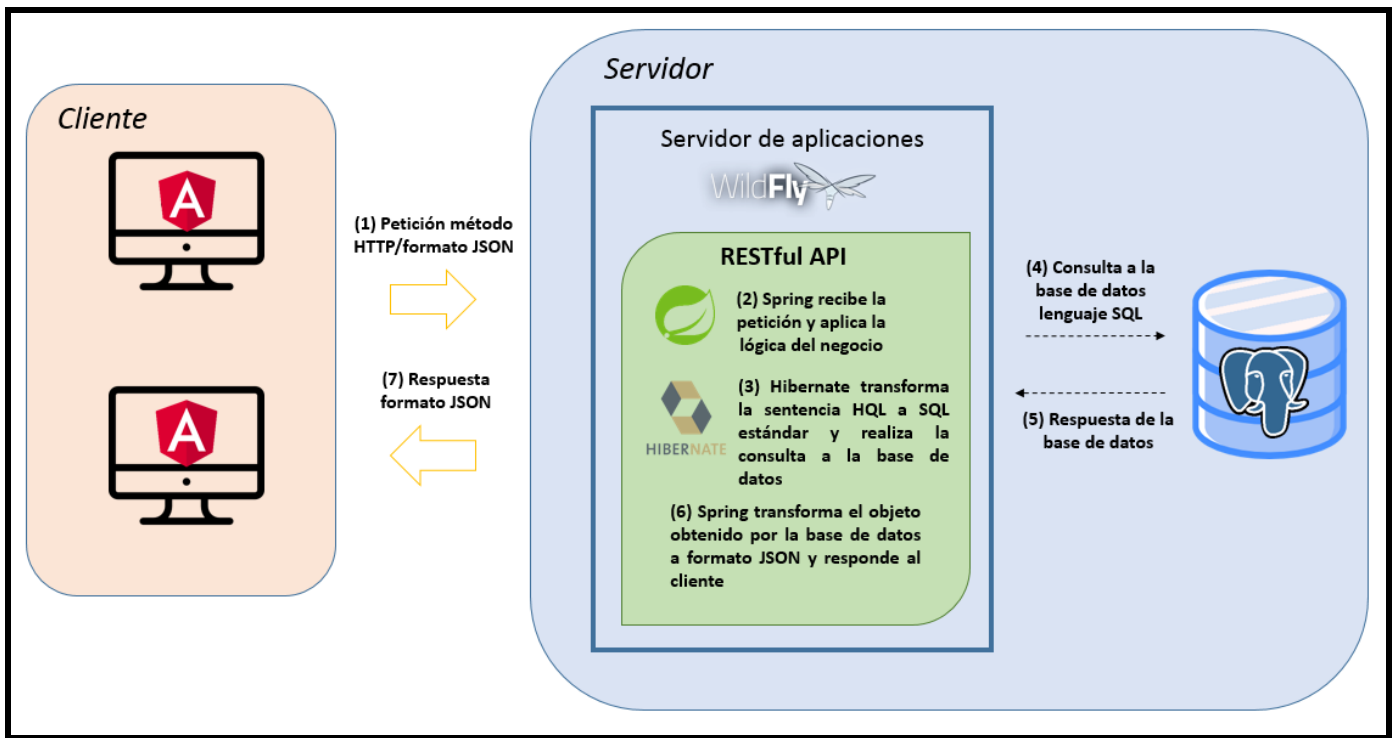 Cliente
A
A
(1) Petición método
HTTP/formato JSON
(7) Respuesta
formato JSON
Servidor
Servidor de aplicaciones
WildFly
RESTful API
(2) Spring recibe la
petición y aplica la
lógica del negocio
HIBERNATE
(3) Hibernate transforma
la sentencia HQL a SQL
estándar y realiza la
consulta a la base de
datos
(6) Spring transforma el objeto
obtenido por la base de datos
a formato JSON y responde al
cliente
(4) Consulta a la
base de datos
lenguaje SQL
(5) Respuesta de la
base de datos